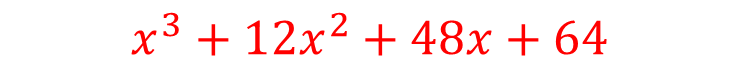 x³ + 12x² + 48x + 64